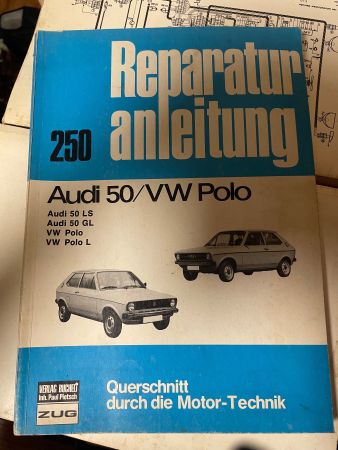 Reparatur
250 anleitung
Audi 50/VW Polo
Audi 50 LS
Audi 50 GL
VW Polo
VW Polo L
VERLAG BUCHELI
Inh. Paul Pietsch
ZUG
Querschnitt
durch die Motor-Technik